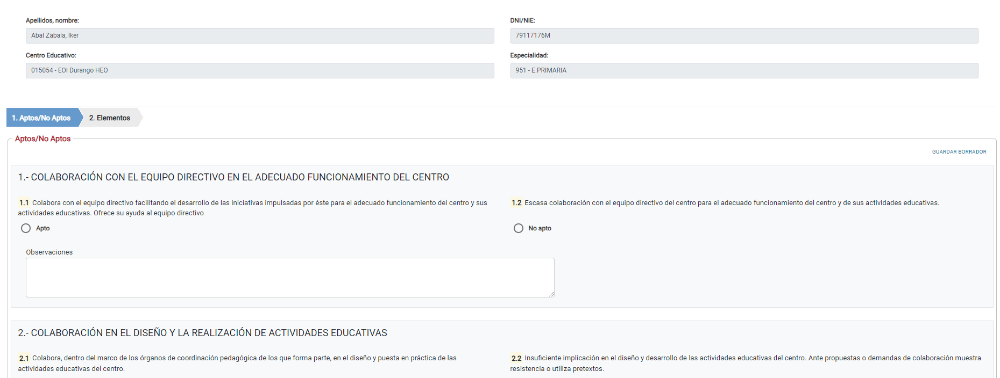 Apellidos, nombre:
Abal Zabala, Iker
DNI/NIE:
79117176M
Centro Educativo:
015054 - EOI Durango HEO
Especialidad:
951 - E.PRIMARIA
1. Aptos/No Aptos
2. Elementos
Aptos/No Aptos
GUARDAR BORRADOR
1.- COLABORACIÓN CON EL EQUIPO DIRECTIVO EN EL ADECUADO FUNCIONAMIENTO DEL CENTRO
1.1 Colabora con el equipo directivo facilitando el desarrollo de las iniciativas impulsadas por éste para el adecuado funcionamiento del centro y sus
actividades educativas. Ofrece su ayuda al equipo directivo
Apto
1.2 Escasa colaboración con el equipo directivo del centro para el adecuado funcionamiento del centro y de sus actividades educativas.
No apto
Observaciones
2.- COLABORACIÓN EN EL DISEÑO Y LA REALIZACIÓN DE ACTIVIDADES EDUCATIVAS
2.1 Colabora, dentro del marco de los órganos de coordinación pedagógica de los que forma parte, en el diseño y puesta en práctica de las
actividades educativas del centro.
2.2 Insuficiente implicación en el diseño y desarrollo de las actividades educativas del centro. Ante propuestas o demandas de colaboración muestra
resistencia o utiliza pretextos.